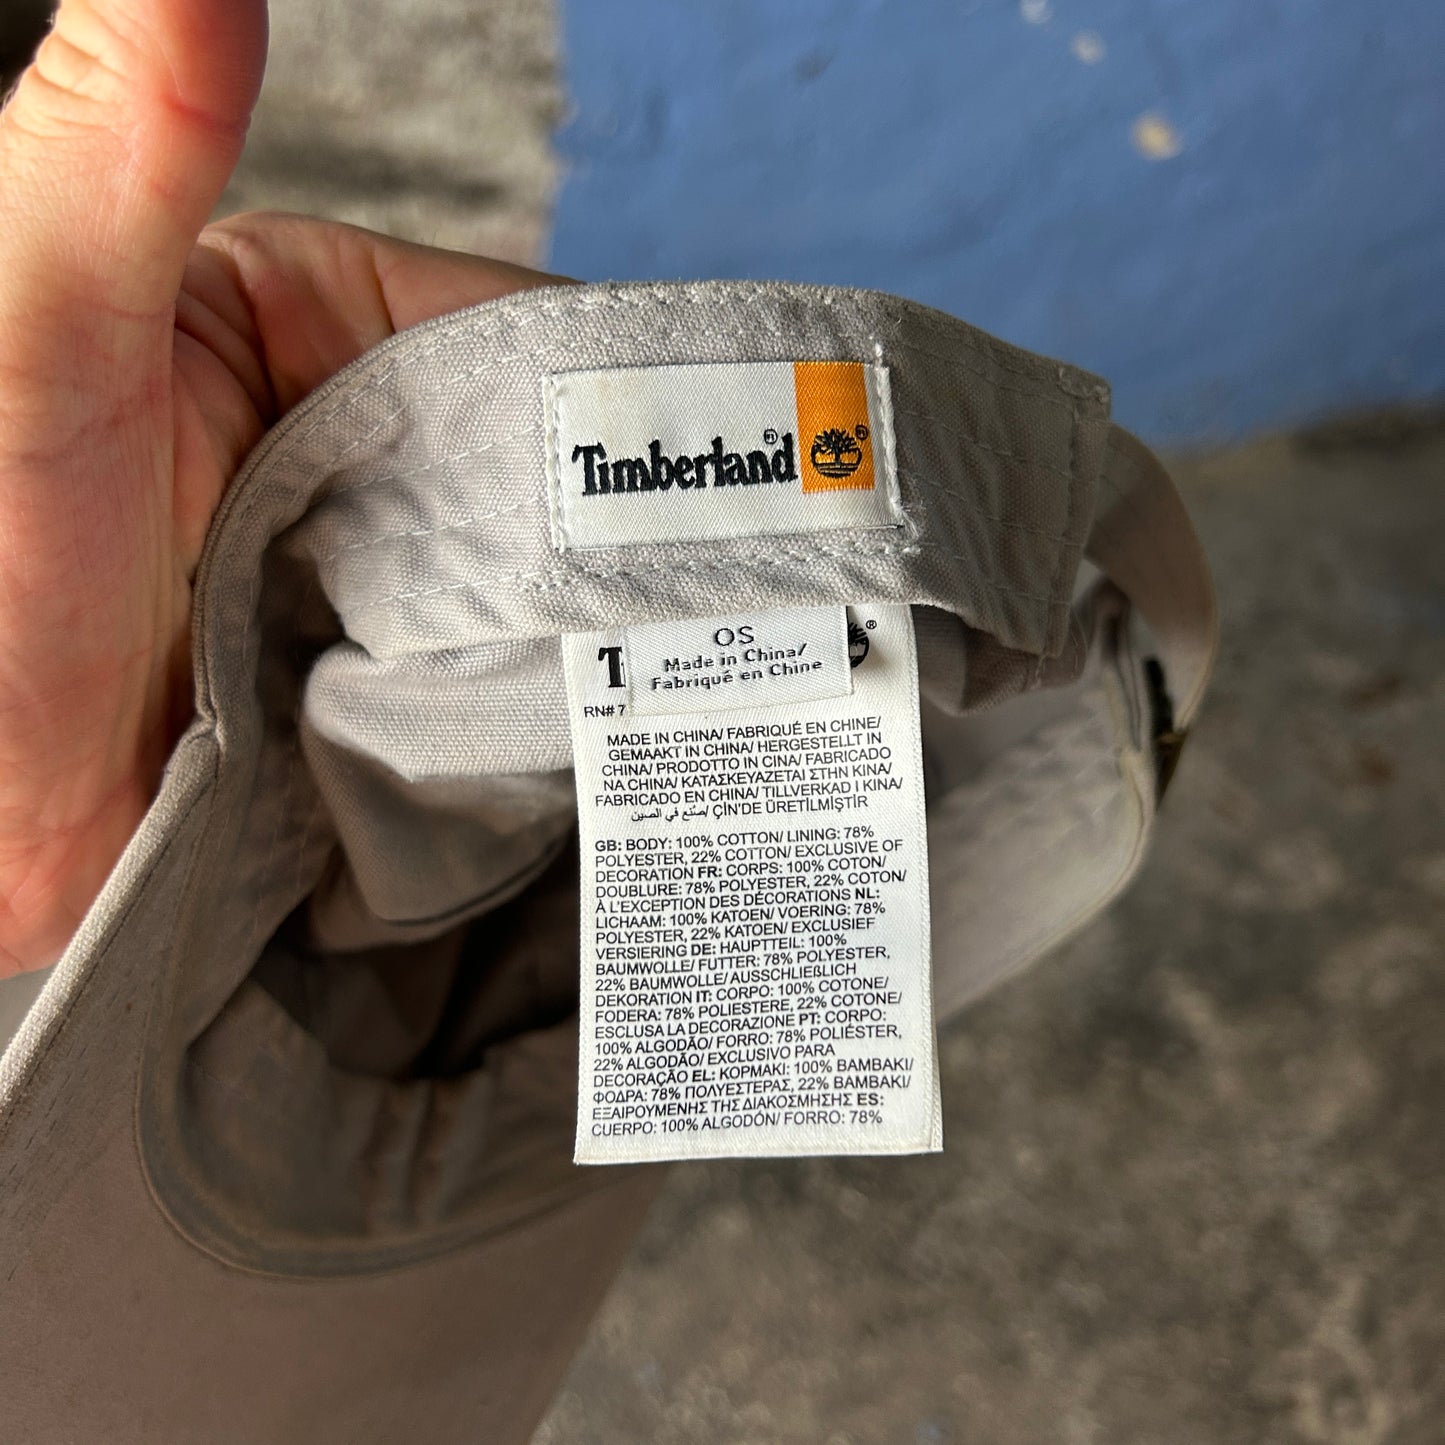 Timberland
OS
Made in China/
Fabriqué en Chine
RN# 7
MADE IN CHINA/ FABRIQUÉ EN CHINE/
GEMAAKT IN CHINA/ HERGESTELLT IN
CHINA/ PRODOTTO IN CINA/ FABRICADO
NA CHINA/ ΚΑΤΑΣΚΕΥΑΖΕΤΑΙ ΣΤΗΝ ΚΙΝΑ/
FABRICADO EN CHINA/ TILLVERKAD I KINA/
صنع في الصين/ ÇİN'DE ÜRETİLMİŞTİR
GB: BODY: 100% COTTON/ LINING: 78%
POLYESTER, 22% COTTON/ EXCLUSIVE OF
DECORATION FR: CORPS: 100% COTON/
DOUBLURE: 78% POLYESTER, 22% COTON/
À L'EXCEPTION DES DÉCORATIONS NL:
LICHAAM: 100% KATOEN/ VOERING: 78%
POLYESTER, 22% KATOEN/ EXCLUSIEF
VERSIERING DE: HAUPTTEIL: 100%
BAUMWOLLE/ FUTTER: 78% POLYESTER,
22% BAUMWOLLE/ AUSSCHLIEßLICH
DEKORATION IT: CORPO: 100% COTONE/
FODERA: 78% POLIESTERE, 22% COTONE/
ESCLUSA LA DECORAZIONE PT: CORPO:
100% ALGODÃO/ FORRO: 78% POLIÉSTER,
22% ALGODÃO/ EXCLUSIVO PARA
DECORAÇÃO EL: ΚΟΡΜΑΚΙ: 100% ΒΑΜΒΑΚΙ/
ΦΟΔΡΑ: 78% ΠΟΛΥΕΣΤΕΡΑΣ, 22% ΒΑΜΒΑΚΙ/
ΕΞΑΙΡΟΥΜΕΝΗΣ ΤΗΣ ΔΙΑΚΟΣΜΗΣΗΣ ES:
CUERPO: 100% ALGODÓN/ FORRO: 78%